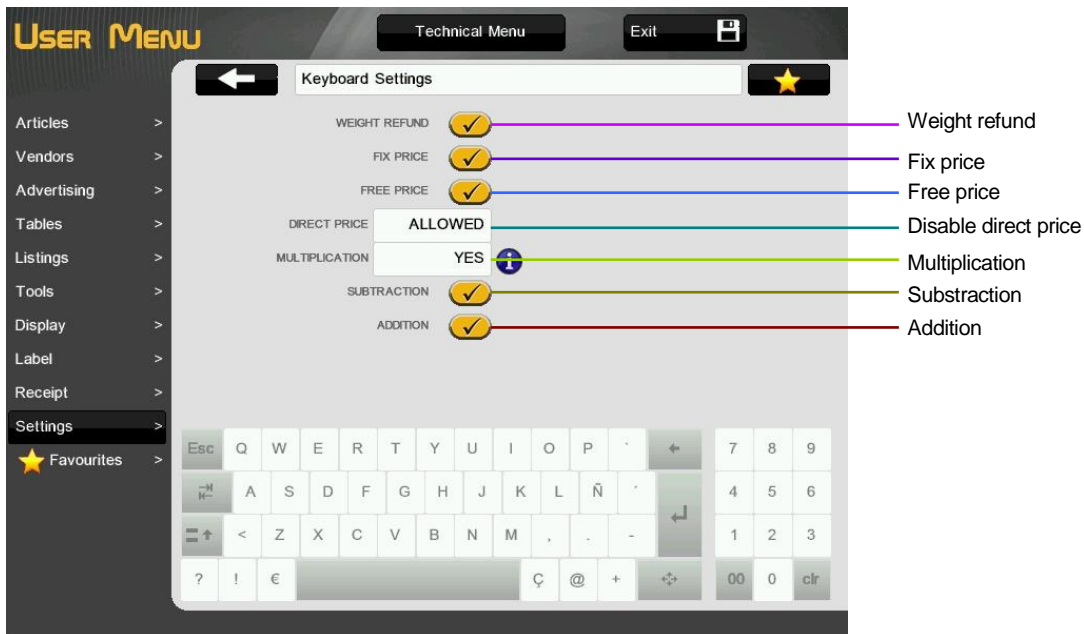 USER MENU
Technical Menu
Exit
Keyboard Settings
Articles >
Vendors >
Advertising >
Tables >
Listings >
Tools >
Display >
Label >
Receipt >
Settings >
Favourites >
WEIGHT REFUND
FIX PRICE
FREE PRICE
DIRECT PRICE ALLOWED
MULTIPLICATION YES i
SUBTRACTION
ADDITION
Weight refund
Fix price
Free price
Disable direct price
Multiplication
Substraction
Addition
Esc Q W E R T Y U I O P ` 7 8 9
A S D F G H J K L Ñ ´ 4 5 6
< Z X C V B N M , . - 1 2 3
? ! € Ç @ + 00 0 clr